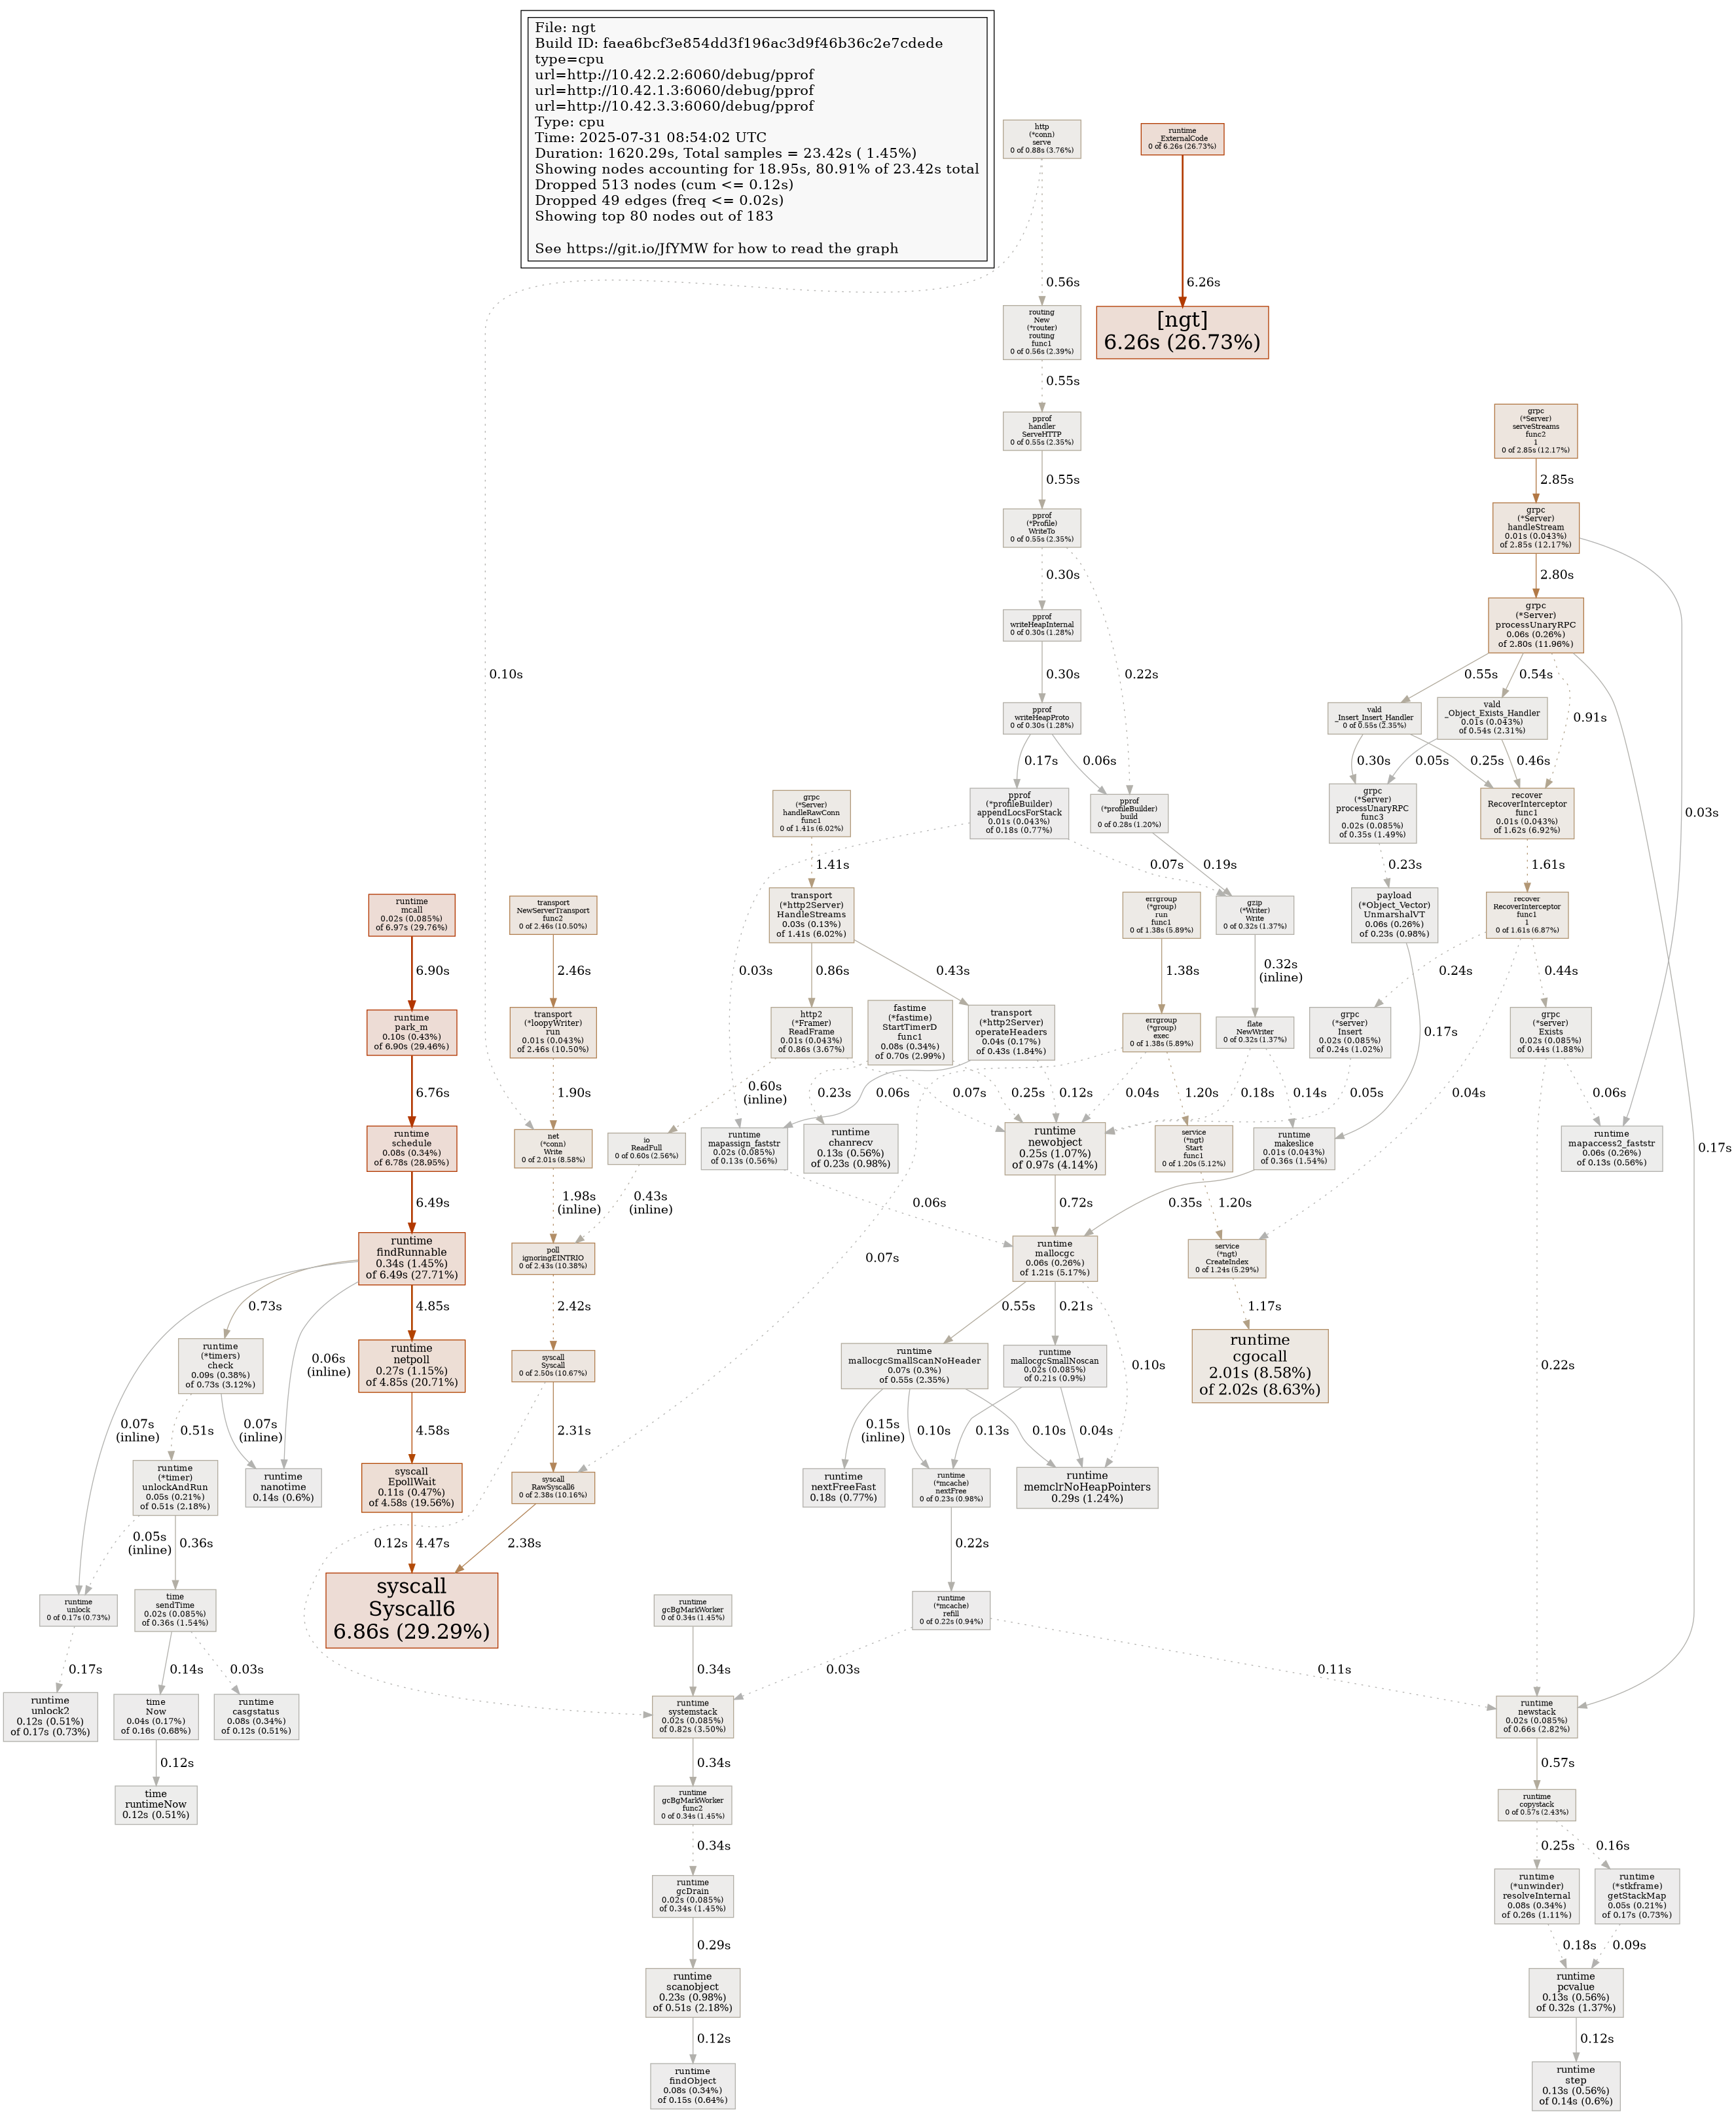 File: ngt
Build ID: faea6bcf3e854dd3f196ac3d9f46b36c2e7cdede
type=cpu
url=http://10.42.2.2:6060/debug/pprof
url=http://10.42.1.3:6060/debug/pprof
url=http://10.42.3.3:6060/debug/pprof
Type: cpu
Time: 2025-07-31 08:54:02 UTC
Duration: 1620.29s, Total samples = 23.42s ( 1.45%)
Showing nodes accounting for 18.95s, 80.91% of 23.42s total
Dropped 513 nodes (cum <= 0.12s)
Dropped 49 edges (freq <= 0.02s)
Showing top 80 nodes out of 183
See https://git.io/JfYMW for how to read the graph
http
(*conn)
serve
0 of 0.88s (3.76%)
runtime
_ExternalCode
0 of 6.26s (26.73%)
0.56s
6.26s
routing
New
(*router)
routing
func1
0 of 0.56s (2.39%)
[ngt]
6.26s (26.73%)
0.55s
pprof
handler
ServeHTTP
0 of 0.55s (2.35%)
grpc
(*Server)
serveStreams
func2
1
0 of 2.85s (12.17%)
0.55s
2.85s
pprof
(*Profile)
WriteTo
0 of 0.55s (2.35%)
grpc
(*Server)
handleStream
0.01s (0.043%)
of 2.85s (12.17%)
0.30s
2.80s
pprof
writeHeapInternal
0 of 0.30s (1.28%)
grpc
(*Server)
processUnaryRPC
0.06s (0.26%)
of 2.80s (11.96%)
0.10s
0.30s
0.22s
0.55s
0.54s
0.91s
pprof
writeHeapProto
0 of 0.30s (1.28%)
vald
_Insert_Insert_Handler
0 of 0.55s (2.35%)
vald
_Object_Exists_Handler
0.01s (0.043%)
of 0.54s (2.31%)
0.17s
0.06s
0.30s
0.05s
0.25s
0.46s
0.03s
grpc
(*Server)
handleRawConn
func1
0 of 1.41s (6.02%)
pprof
(*profileBuilder)
appendLocsForStack
0.01s (0.043%)
of 0.18s (0.77%)
pprof
(*profileBuilder)
build
0 of 0.28s (1.20%)
grpc
(*Server)
processUnaryRPC
func3
0.02s (0.085%)
of 0.35s (1.49%)
recover
RecoverInterceptor
func1
0.01s (0.043%)
of 1.62s (6.92%)
1.41s
0.07s
0.19s
0.23s
1.61s
runtime
mcall
0.02s (0.085%)
of 6.97s (29.76%)
transport
NewServerTransport
func2
0 of 2.46s (10.50%)
transport
(*http2Server)
HandleStreams
0.03s (0.13%)
of 1.41s (6.02%)
errgroup
(*group)
run
func1
0 of 1.38s (5.89%)
gzip
(*Writer)
Write
0 of 0.32s (1.37%)
payload
(*Object_Vector)
UnmarshalVT
0.06s (0.26%)
of 0.23s (0.98%)
recover
RecoverInterceptor
func1
1
0 of 1.61s (6.87%)
6.90s
2.46s
0.03s
0.86s
0.43s
1.38s
0.32s
(inline)
0.24s
0.44s
runtime
park_m
0.10s (0.43%)
of 6.90s (29.46%)
transport
(*loopyWriter)
run
0.01s (0.043%)
of 2.46s (10.50%)
http2
(*Framer)
ReadFrame
0.01s (0.043%)
of 0.86s (3.67%)
fastime
(*fastime)
StartTimerD
func1
0.08s (0.34%)
of 0.70s (2.99%)
transport
(*http2Server)
operateHeaders
0.04s (0.17%)
of 0.43s (1.84%)
errgroup
(*group)
exec
0 of 1.38s (5.89%)
flate
NewWriter
0 of 0.32s (1.37%)
grpc
(*server)
Insert
0.02s (0.085%)
of 0.24s (1.02%)
grpc
(*server)
Exists
0.02s (0.085%)
of 0.44s (1.88%)
6.76s
1.90s
0.60s
(inline)
0.23s
0.06s
0.07s
0.25s
0.12s
0.04s
1.20s
0.18s
0.14s
0.05s
0.17s
0.04s
0.06s
runtime
schedule
0.08s (0.34%)
of 6.78s (28.95%)
net
(*conn)
Write
0 of 2.01s (8.58%)
io
ReadFull
0 of 0.60s (2.56%)
runtime
mapassign_faststr
0.02s (0.085%)
of 0.13s (0.56%)
runtime
chanrecv
0.13s (0.56%)
of 0.23s (0.98%)
runtime
newobject
0.25s (1.07%)
of 0.97s (4.14%)
service
(*ngt)
Start
func1
0 of 1.20s (5.12%)
runtime
makeslice
0.01s (0.043%)
of 0.36s (1.54%)
runtime
mapaccess2_faststr
0.06s (0.26%)
of 0.13s (0.56%)
0.17s
6.49s
1.98s
(inline)
0.43s
(inline)
0.06s
0.72s
0.35s
1.20s
runtime
findRunnable
0.34s (1.45%)
of 6.49s (27.71%)
poll
ignoringEINTRIO
0 of 2.43s (10.38%)
0.07s
runtime
mallocgc
0.06s (0.26%)
of 1.21s (5.17%)
service
(*ngt)
CreateIndex
0 of 1.24s (5.29%)
0.73s
4.85s
2.42s
0.55s
0.21s
1.17s
runtime
(*timers)
check
0.09s (0.38%)
of 0.73s (3.12%)
0.06s
(inline)
runtime
netpoll
0.27s (1.15%)
of 4.85s (20.71%)
syscall
Syscall
0 of 2.50s (10.67%)
runtime
mallocgcSmallScanNoHeader
0.07s (0.3%)
of 0.55s (2.35%)
runtime
mallocgcSmallNoscan
0.02s (0.085%)
of 0.21s (0.9%)
0.10s
runtime
cgocall
2.01s (8.58%)
of 2.02s (8.63%)
0.22s
0.07s
(inline)
0.51s
0.07s
(inline)
4.58s
2.31s
0.15s
(inline)
0.10s
0.13s
0.10s
0.04s
runtime
(*timer)
unlockAndRun
0.05s (0.21%)
of 0.51s (2.18%)
runtime
nanotime
0.14s (0.6%)
syscall
EpollWait
0.11s (0.47%)
of 4.58s (19.56%)
syscall
RawSyscall6
0 of 2.38s (10.16%)
runtime
nextFreeFast
0.18s (0.77%)
runtime
(*mcache)
nextFree
0 of 0.23s (0.98%)
runtime
memclrNoHeapPointers
0.29s (1.24%)
0.05s
(inline)
0.36s
0.12s
4.47s
2.38s
0.22s
runtime
unlock
0 of 0.17s (0.73%)
time
sendTime
0.02s (0.085%)
of 0.36s (1.54%)
syscall
Syscall6
6.86s (29.29%)
runtime
gcBgMarkWorker
0 of 0.34s (1.45%)
runtime
(*mcache)
refill
0 of 0.22s (0.94%)
0.17s
0.14s
0.03s
0.34s
0.03s
0.11s
runtime
unlock2
0.12s (0.51%)
of 0.17s (0.73%)
time
Now
0.04s (0.17%)
of 0.16s (0.68%)
runtime
casgstatus
0.08s (0.34%)
of 0.12s (0.51%)
runtime
systemstack
0.02s (0.085%)
of 0.82s (3.50%)
runtime
newstack
0.02s (0.085%)
of 0.66s (2.82%)
0.12s
0.34s
0.57s
time
runtimeNow
0.12s (0.51%)
runtime
gcBgMarkWorker
func2
0 of 0.34s (1.45%)
runtime
copystack
0 of 0.57s (2.43%)
0.34s
0.25s
0.16s
runtime
gcDrain
0.02s (0.085%)
of 0.34s (1.45%)
runtime
(*unwinder)
resolveInternal
0.08s (0.34%)
of 0.26s (1.11%)
runtime
(*stkframe)
getStackMap
0.05s (0.21%)
of 0.17s (0.73%)
0.29s
0.18s
0.09s
runtime
scanobject
0.23s (0.98%)
of 0.51s (2.18%)
runtime
pcvalue
0.13s (0.56%)
of 0.32s (1.37%)
0.12s
0.12s
runtime
findObject
0.08s (0.34%)
of 0.15s (0.64%)
runtime
step
0.13s (0.56%)
of 0.14s (0.6%)